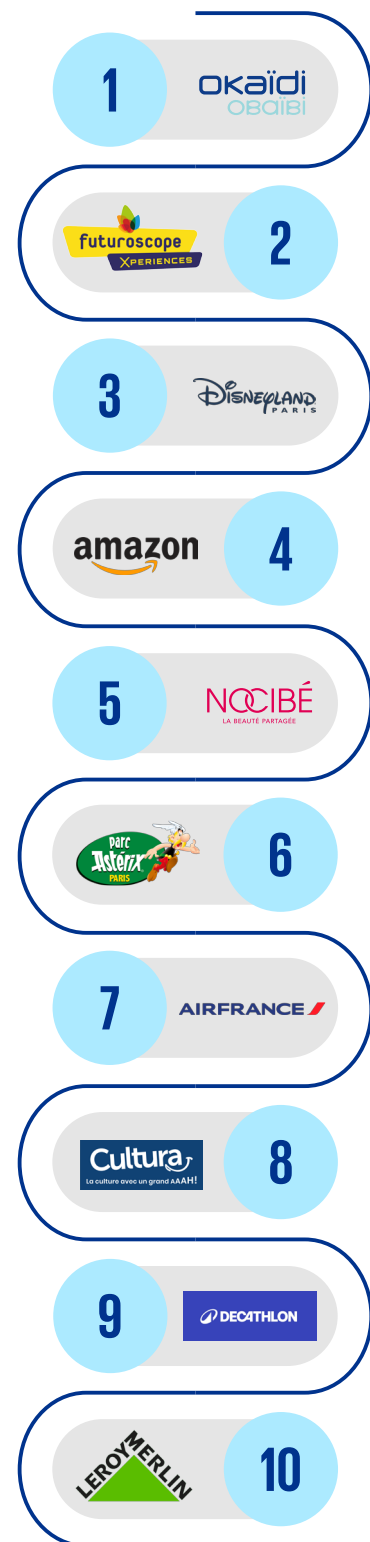 1
OKAïDI
OBAïBI
futuroscope
XPERIENCES
2
3
DISNEYLAND
PARIS
amazon
4
5
NOCIBÉ
LA BEAUTÉ PARTAGÉE
parc
Astérix
PARIS
6
7
AIRFRANCE
Cultura
La culture avec un grand AAAH!
8
9
DECATHLON
LEROY MERLIN
10